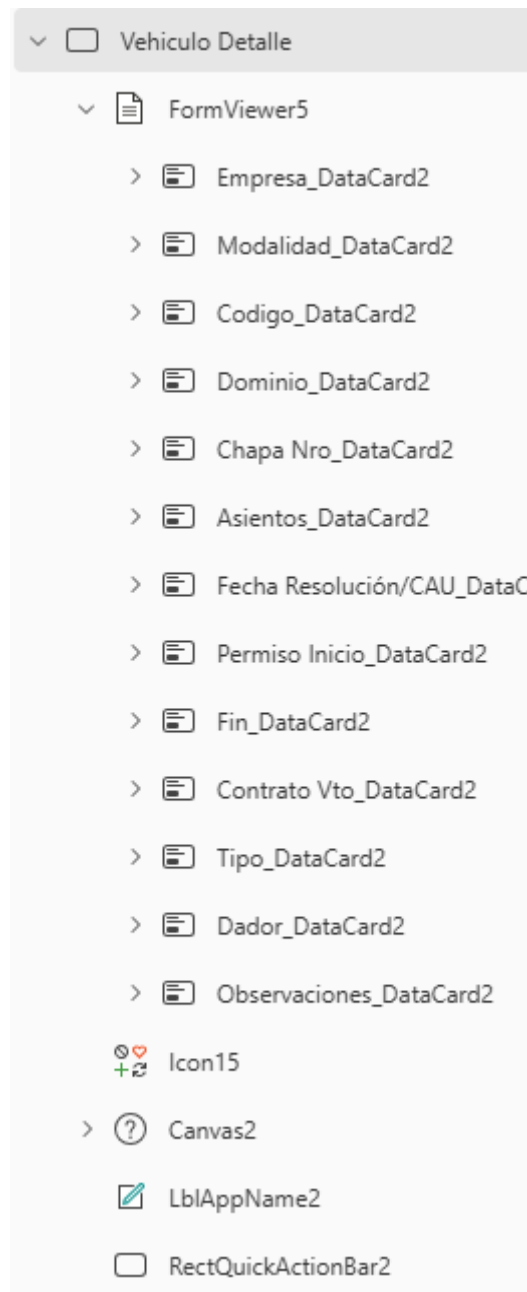 Vehiculo Detalle
FormViewer5
Empresa_DataCard2
Modalidad_DataCard2
Codigo_DataCard2
Dominio_DataCard2
Chapa Nro_DataCard2
Asientos_DataCard2
Fecha Resolución/CAU_DataC
Permiso Inicio_DataCard2
Fin_DataCard2
Contrato Vto_DataCard2
Tipo_DataCard2
Dador_DataCard2
Observaciones_DataCard2
Icon15
Canvas2
LblAppName2
RectQuickActionBar2